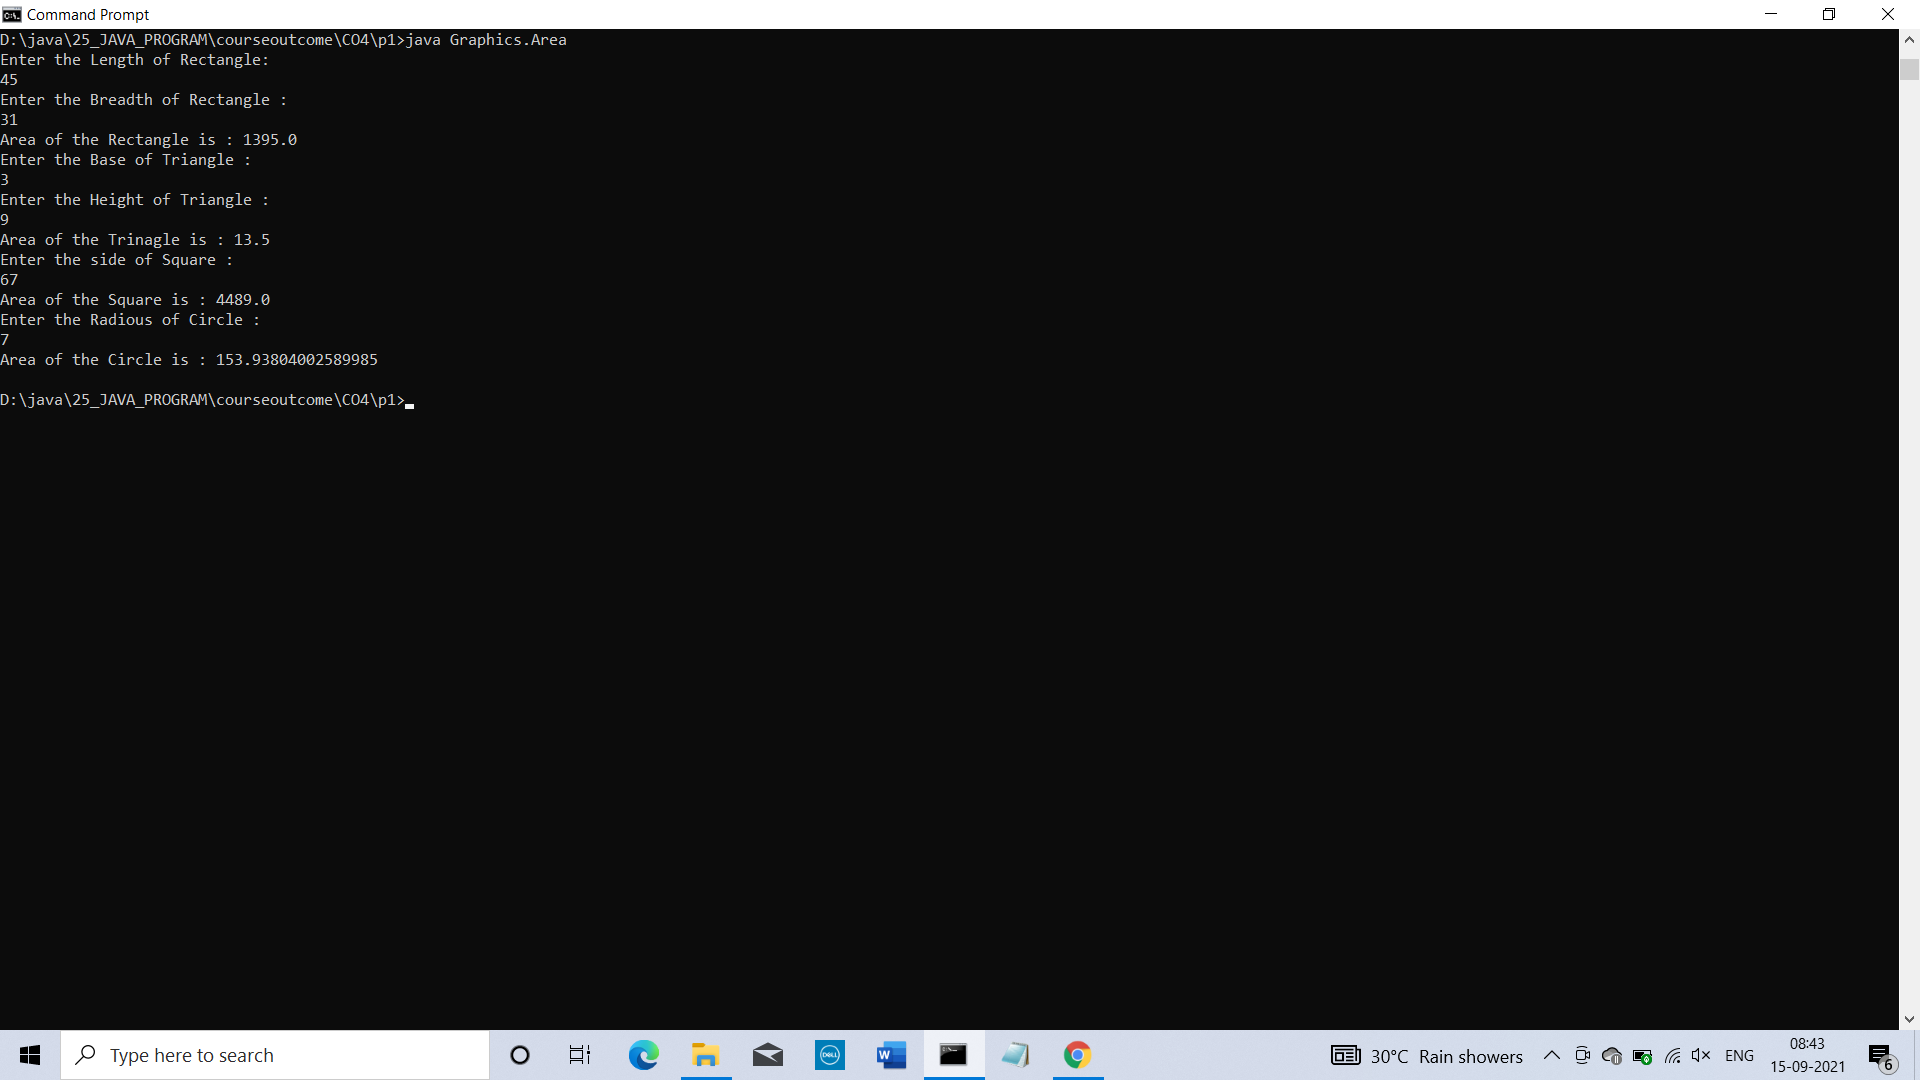 Command Prompt
D:\java\25_JAVA_PROGRAM\courseoutcome\CO4\p1>java Graphics.Area
Enter the Length of Rectangle:
45
Enter the Breadth of Rectangle :
31
Area of the Rectangle is : 1395.0
Enter the Base of Triangle :
3
Enter the Height of Triangle :
9
Area of the Trinagle is : 13.5
Enter the side of Square :
67
Area of the Square is : 4489.0
Enter the Radious of Circle :
7
Area of the Circle is : 153.93804002589985
D:\java\25_JAVA_PROGRAM\courseoutcome\CO4\p1>
Type here to search
DELL
W
30°C Rain showers
ENG
08:43
15-09-2021
6